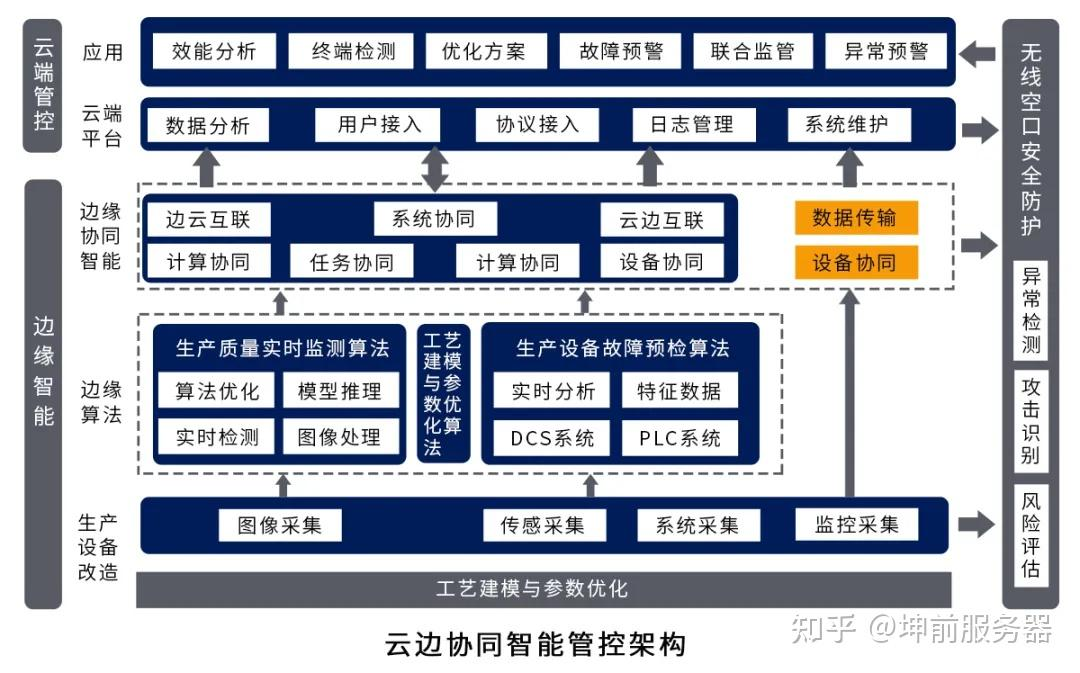 云端管控
应用
效能分析
终端检测
优化方案
故障预警
联合监管
异常预警
云端
平台
数据分析
用户接入
协议接入
日志管理
系统维护
边缘智能
边缘
协同
智能
边云互联
系统协同
云边互联
计算协同
任务协同
计算协同
设备协同
数据传输
设备协同
边缘
算法
生产质量实时监测算法
算法优化
模型推理
实时检测
图像处理
工艺建模与参数优化算法
生产设备故障预检算法
实时分析
特征数据
DCS系统
PLC系统
生产
设备
改造
图像采集
传感采集
系统采集
监控采集
工艺建模与参数优化
无线空口安全防护
异常检测
攻击识别
风险评估
云边协同智能管控架构
知乎 @坤前服务器